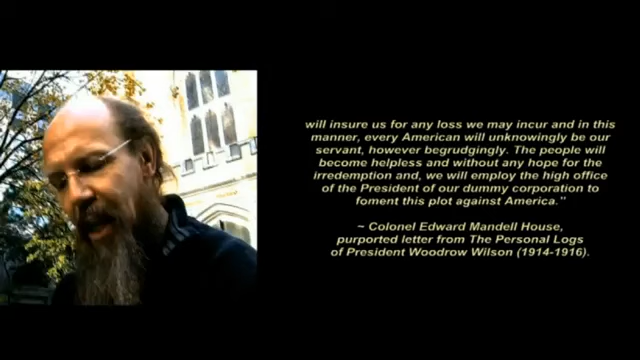 will insure us for any loss we may incur and in this
manner, every American will unknowingly be our
servant, however begrudgingly. The people will
become helpless and without any hope for the
irredemption and, we will employ the high office
of the President of our dummy corporation to
foment this plot against America."
~ Colonel Edward Mandell House,
purported letter from The Personal Logs
of President Woodrow Wilson (1914-1916).